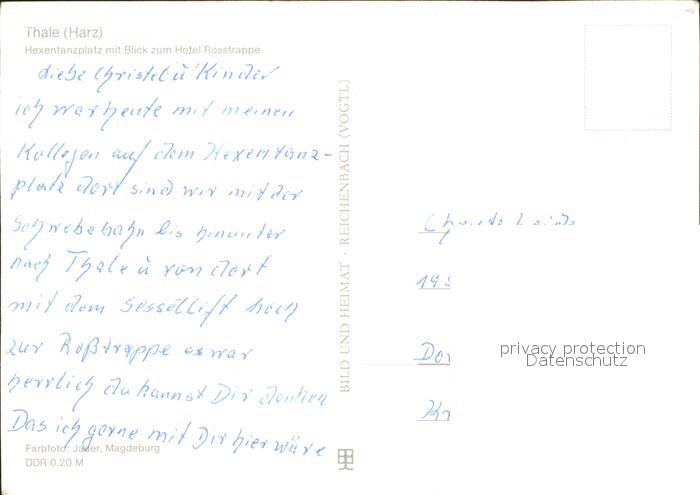 Thale (Harz)
Hexentanzplatz mit Blick zum Hotel Rosstrappe
Liebe Christel u Kinder
ich war heute mit meinen
Kollegen auf dem Hexentanz-
platz dort sind wir mit der
Schwebebahn bis hinunter
nach Thale u von dort
mit dem Sessellift hoch
zur Roßtrappe es war
herrlich du kannst Dir denken
Das ich gerne mit Dir hier wäre
Farbfoto: Jäger, Magdeburg
DDR 0,20 M
BILD UND HEIMAT · REICHENBACH (VOGTL)
privacy protection
Datenschutz